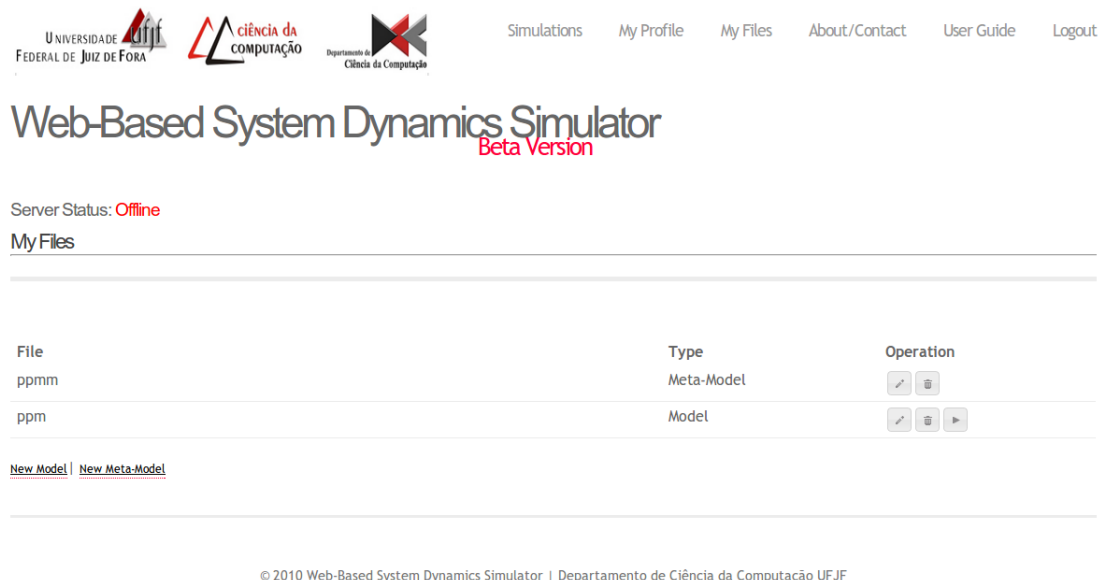 UNIVERSIDADE ufjf
FEDERAL DE JUIZ DE FORA
ciência da
COMPUTAÇÃO
Departamento de
Ciência da Computação
Simulations My Profile My Files About/Contact User Guide Logout
Web-Based System Dynamics Simulator
Beta Version
Server Status: Offline
My Files
File Type Operation
ppmm Meta-Model
ppm Model
New Model | New Meta-Model
© 2010 Web-Based System Dynamics Simulator | Departamento de Ciência da Computação UFJF